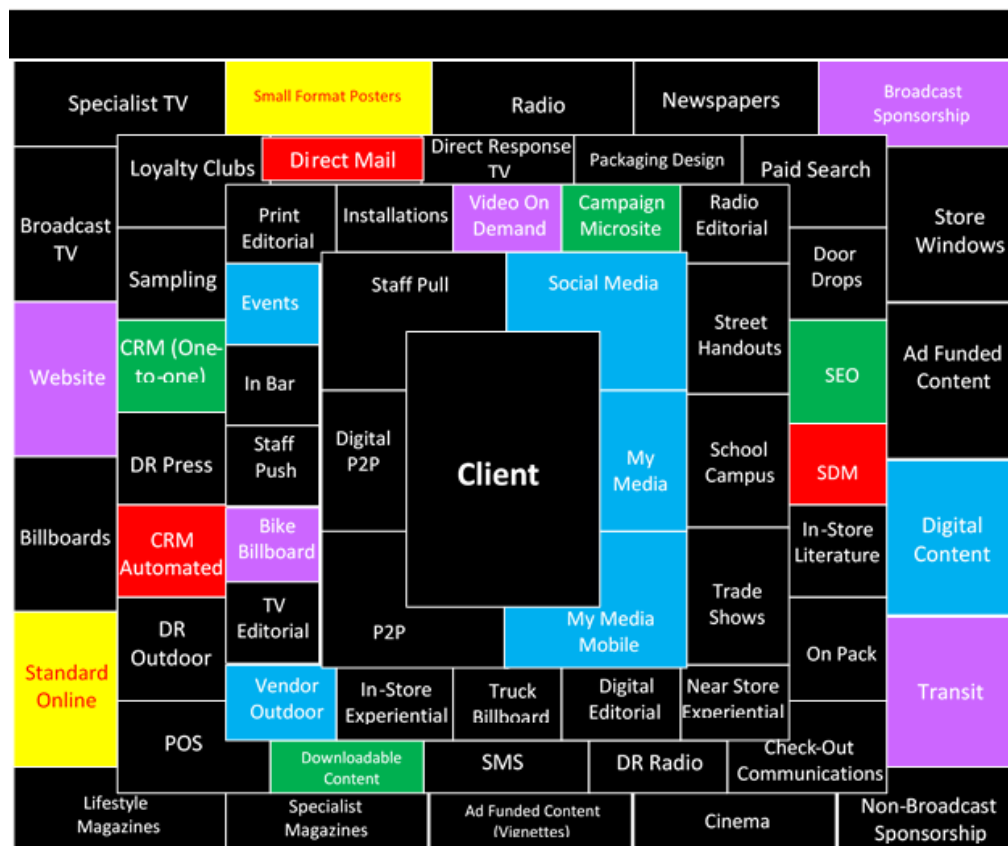 Specialist TV
Small Format Posters
Radio
Newspapers
Broadcast
Sponsorship
Loyalty Clubs
Direct Mail
Direct Response
TV
Packaging Design
Paid Search
Broadcast
TV
Print
Editorial
Installations
Video On
Demand
Campaign
Microsite
Radio
Editorial
Store
Windows
Sampling
Events
Staff Pull
Social Media
Street
Handouts
Door
Drops
Website
CRM (One-
to-one)
In Bar
SEO
Ad Funded
Content
DR Press
Staff
Push
Digital
P2P
Client
My
Media
School
Campus
SDM
Billboards
CRM
Automated
Bike
Billboard
In-Store
Literature
Digital
Content
DR
Outdoor
TV
Editorial
P2P
My Media
Mobile
Trade
Shows
On Pack
Standard
Online
Vendor
Outdoor
In-Store
Experiential
Truck
Billboard
Digital
Editorial
Near Store
Experiential
Transit
POS
Downloadable
Content
SMS
DR Radio
Check-Out
Communications
Lifestyle
Magazines
Specialist
Magazines
Ad Funded Content
(Vignettes)
Cinema
Non-Broadcast
Sponsorship